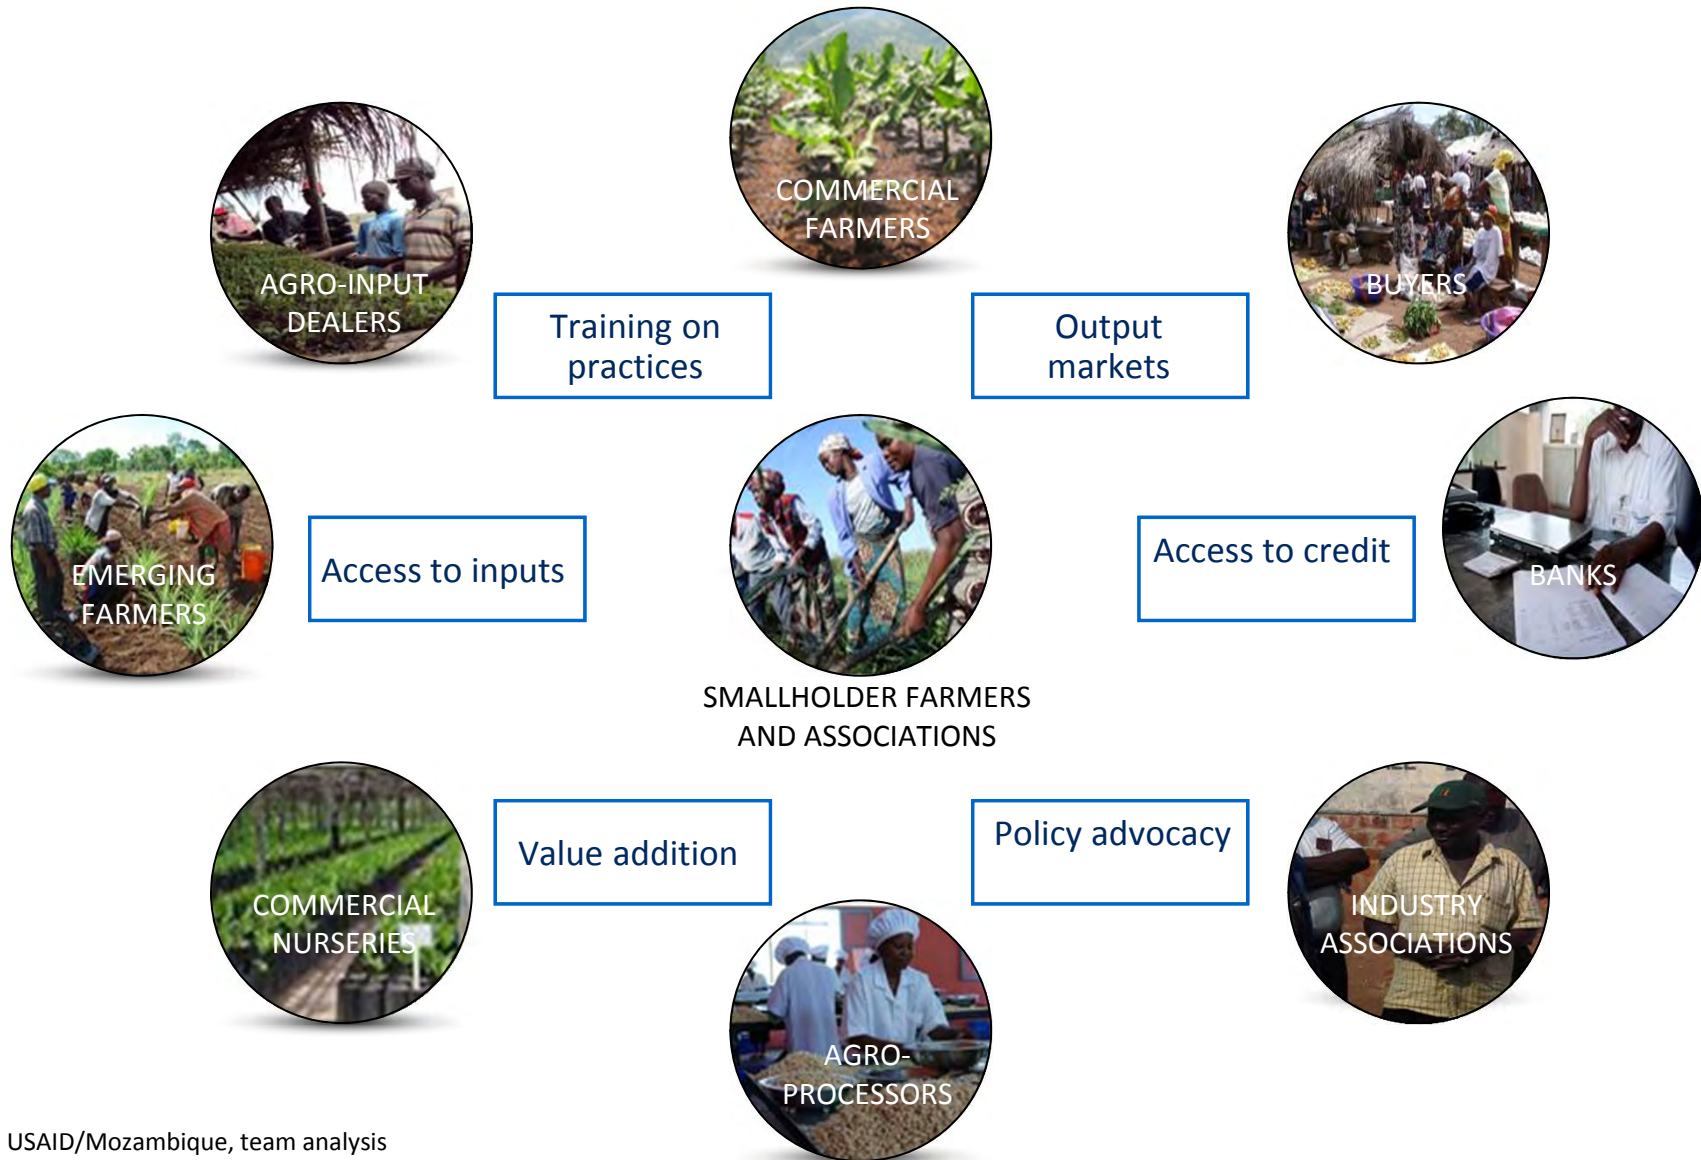 COMMERCIAL
FARMERS
AGRO-INPUT
DEALERS
BUYERS
Training on
practices
Output
markets
EMERGING
FARMERS
Access to inputs
Access to credit
BANKS
SMALLHOLDER FARMERS
AND ASSOCIATIONS
COMMERCIAL
NURSERIES
Value addition
Policy advocacy
INDUSTRY
ASSOCIATIONS
AGRO-
PROCESSORS
USAID/Mozambique, team analysis